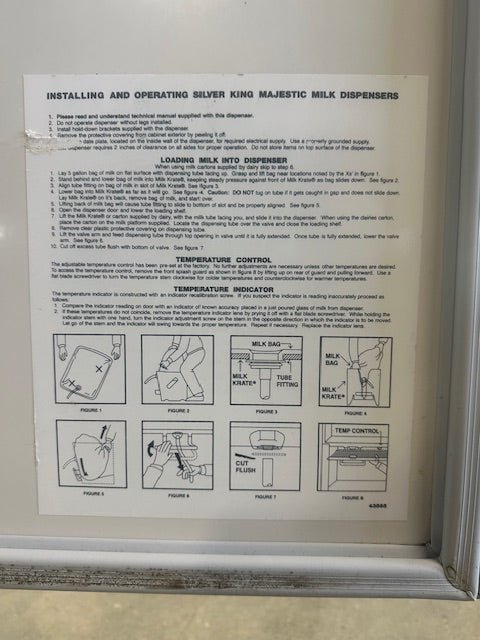 INSTALLING AND OPERATING SILVER KING MAJESTIC MILK DISPENSERS
1. Please read and understand technical manual supplied with this dispenser.
2. Do not operate dispenser without legs installed.
3. Install hold-down brackets supplied with the dispenser.
4. Remove the protective covering from cabinet exterior by peeling it off.
date plate, located on the inside wall of the dispenser, for required electrical supply. Use a properly grounded supply.
dispenser requires 2 inches of clearance on all sides for proper operation. Do not store items on top surface of the dispenser.
LOADING MILK INTO DISPENSER
When using milk cartons supplied by dairy skip to step 6.
1. Lay 5 gallon bag of milk on flat surface with dispensing tube facing up. Grasp and lift bag near locations noted by the Xs' in figure 1.
2. Stand behind and lower bag of milk into Milk Krate®, keeping steady pressure against front of Milk Krate® as bag slides down. See figure 2.
3. Align tube fitting on bag of milk in slot of Milk Krate®. See figure 3.
4. Lower bag into Milk Krate® as far as it will go. See figure 4. Caution: DO NOT tug on tube if it gets caught in gap and does not slide down.
Lay Milk Krate® on it's back, remove bag of milk, and start over.
5. Lifting back of milk bag will cause tube fitting to slide to bottom of slot and be properly aligned. See figure 5.
6. Open the dispenser door and lower the loading shelf.
7. Lift the Milk Krate® or carton supplied by dairy, with the milk tube facing you, and slide it into the dispenser. When using the dairies carton,
place the carton on the milk platform supplied. Locate the dispensing tube over the valve and close the loading shelf.
8. Remove clear plastic protective covering on dispensing tube.
9. Lift the valve arm and feed dispensing tube through top opening in valve until it is fully extended. Once tube is fully extended, lower the valve
arm. See figure 6.
10. Cut off excess tube flush with bottom of valve. See figure 7.
TEMPERATURE CONTROL
The adjustable temperature control has been pre-set at the factory. No further adjustments are necessary unless other temperatures are desired.
To access the temperature control, remove the front splash guard as shown in figure 8 by lifting up on rear of guard and pulling forward. Use a
flat blade screwdriver to turn the temperature stem clockwise for colder temperatures and counterclockwise for warmer temperatures.
TEMPERATURE INDICATOR
The temperature indicator is constructed with an indicator recalibration screw. If you suspect the indicator is reading inaccurately proceed as
follows:
1. Compare the indicator reading on door with an indicator of known accuracy placed in a just poured glass of milk from dispenser.
2. If these temperatures do not coincide, remove the temperature indicator lens by prying it off with a flat bladed screwdriver. While holding the
indicator stem with one hand, turn the indicator adjustment screw on the stem in the opposite direction in which the indicator is to be moved.
Let go of the stem and the indicator will swing towards the proper temperature. Repeat if necessary. Replace the indicator lens.
FIGURE 1
FIGURE 2
MILK BAG
MILK KRATE®
TUBE FITTING
FIGURE 3
MILK BAG
MILK KRATE®
FIGURE 4
FIGURE 5
FIGURE 6
CUT FLUSH
FIGURE 7
TEMP CONTROL
FIGURE 8